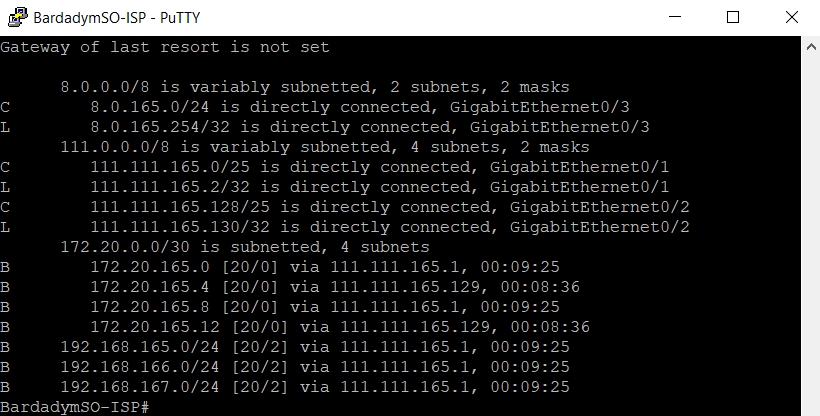 BardadymSO-ISP - PuTTY
Gateway of last resort is not set
8.0.0.0/8 is variably subnetted, 2 subnets, 2 masks
C 8.0.165.0/24 is directly connected, GigabitEthernet0/3
L 8.0.165.254/32 is directly connected, GigabitEthernet0/3
111.0.0.0/8 is variably subnetted, 4 subnets, 2 masks
C 111.111.165.0/25 is directly connected, GigabitEthernet0/1
L 111.111.165.2/32 is directly connected, GigabitEthernet0/1
C 111.111.165.128/25 is directly connected, GigabitEthernet0/2
L 111.111.165.130/32 is directly connected, GigabitEthernet0/2
172.20.0.0/30 is subnetted, 4 subnets
B 172.20.165.0 [20/0] via 111.111.165.1, 00:09:25
B 172.20.165.4 [20/0] via 111.111.165.129, 00:08:36
B 172.20.165.8 [20/0] via 111.111.165.1, 00:09:25
B 172.20.165.12 [20/0] via 111.111.165.129, 00:08:36
B 192.168.165.0/24 [20/2] via 111.111.165.1, 00:09:25
B 192.168.166.0/24 [20/2] via 111.111.165.1, 00:09:25
B 192.168.167.0/24 [20/2] via 111.111.165.1, 00:09:25
BardadymSO-ISP#